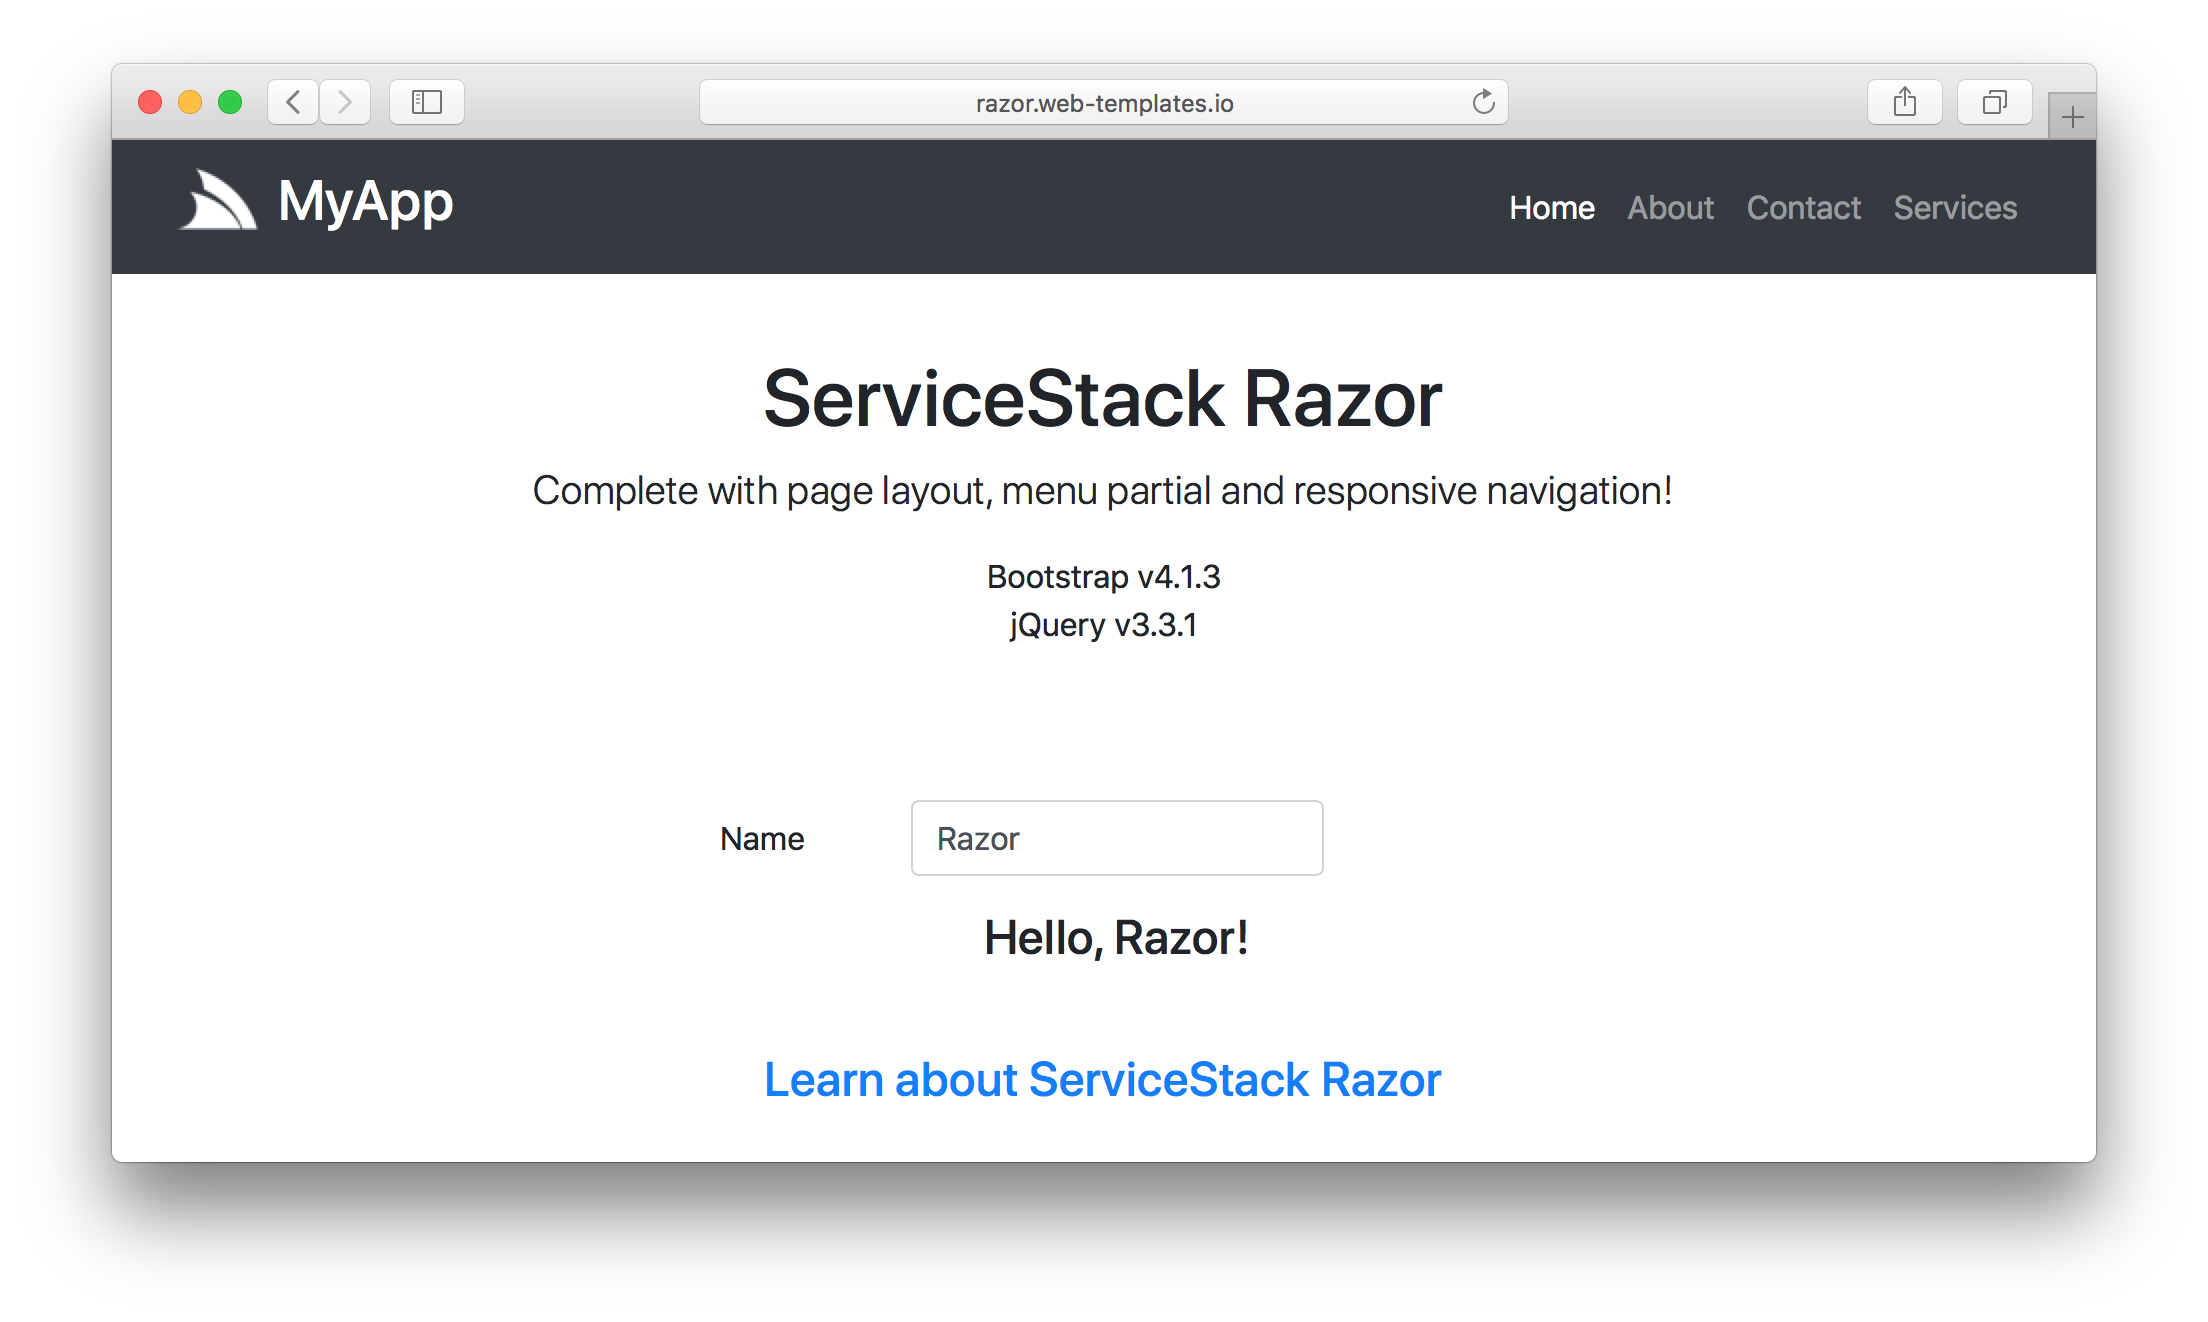 razor.web-templates.io
MyApp
Home About Contact Services
ServiceStack Razor
Complete with page layout, menu partial and responsive navigation!
Bootstrap v4.1.3
jQuery v3.3.1
Name Razor
Hello, Razor!
Learn about ServiceStack Razor